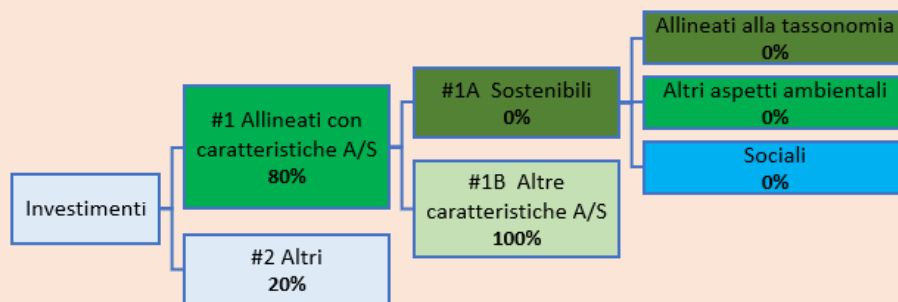 Investimenti
#1 Allineati con
caratteristiche A/S
80%
#2 Altri
20%
#1A Sostenibili
0%
#1B Altre
caratteristiche A/S
100%
Allineati alla tassonomia
0%
Altri aspetti ambientali
0%
Sociali
0%